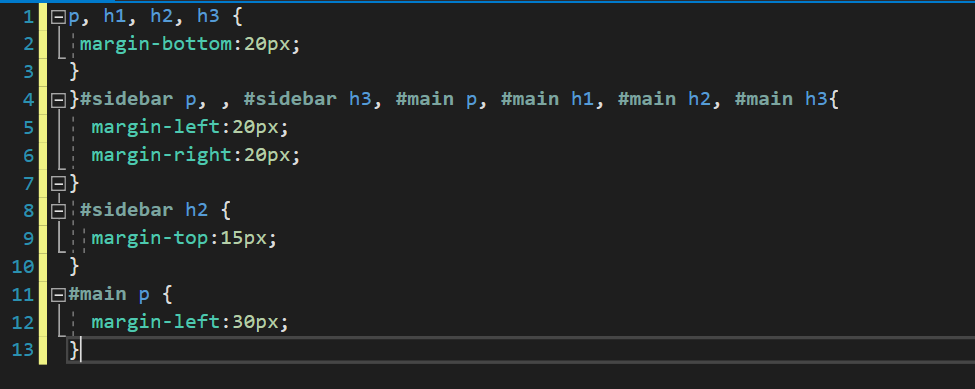 1 p, h1, h2, h3 {
2 margin-bottom:20px;
3 }
4 }#sidebar p, , #sidebar h3, #main p, #main h1, #main h2, #main h3{
5 margin-left:20px;
6 margin-right:20px;
7 }
8 #sidebar h2 {
9 margin-top:15px;
10 }
11 #main p {
12 margin-left:30px;
13 }